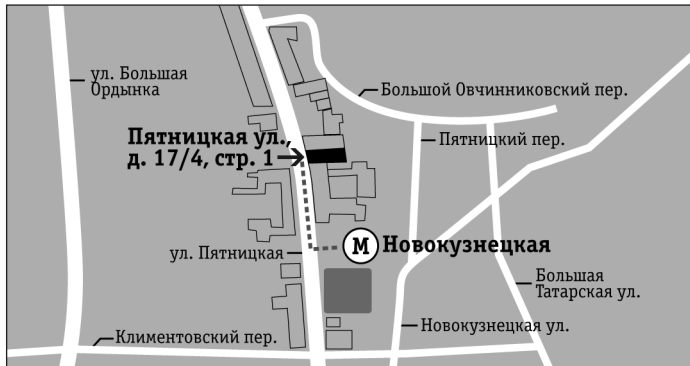 ул. Большая
Ордынка
Большой Овчинниковский пер.
Пятницкая ул.,
д. 17/4, стр. 1
Пятницкий пер.
ул. Пятницкая
М Новокузнецкая
Большая
Татарская ул.
Новокузнецкая ул.
Климентовский пер.